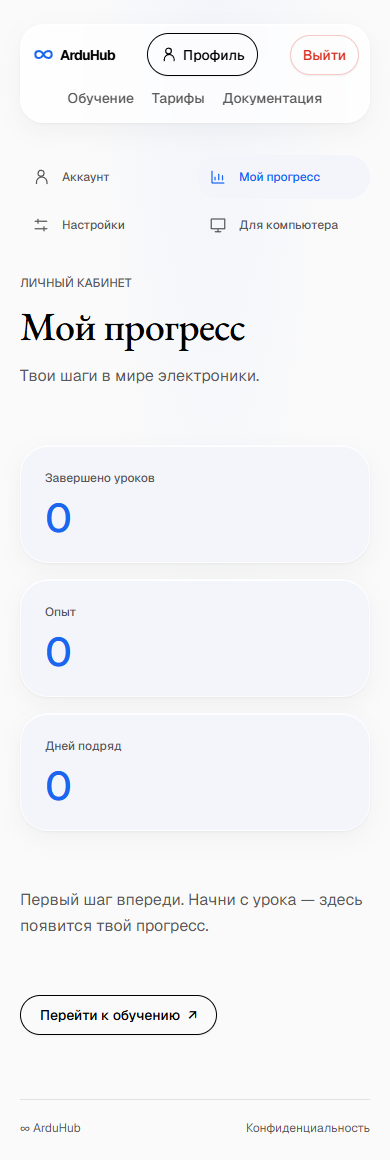 ArduHub
Профиль
Выйти
Обучение Тарифы Документация
Аккаунт
Мой прогресс
Настройки
Для компьютера
ЛИЧНЫЙ КАБИНЕТ
Мой прогресс
Твои шаги в мире электроники.
Завершено уроков
0
Опыт
0
Дней подряд
0
Первый шаг впереди. Начни с урока — здесь
появится твой прогресс.
Перейти к обучению ↗
∞ ArduHub
Конфиденциальность